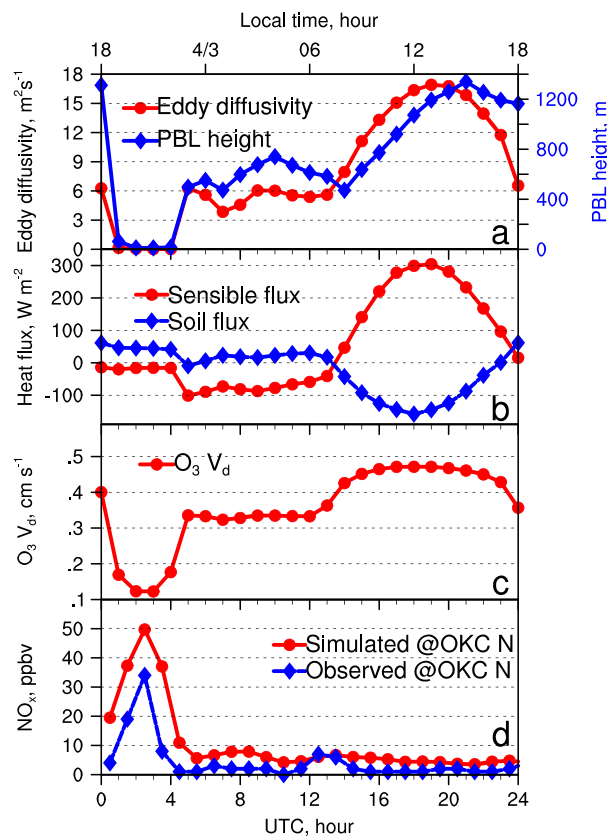 Local time, hour
18 4/3 06 12 18
Eddy diffusivity, m²s⁻¹
18
15
12
9
6
3
0
Eddy diffusivity
PBL height
a
1200
800
400
0
PBL height, m
Heat flux, W m⁻²
300
200
100
0
-100
Sensible flux
Soil flux
b
O₃ V_d, cm s⁻¹
.5
.4
.3
.2
.1
O₃ V_d
c
NOₓ, ppbv
50
40
30
20
10
0
Simulated @OKC N
Observed @OKC N
d
0 4 8 12 16 20 24
UTC, hour